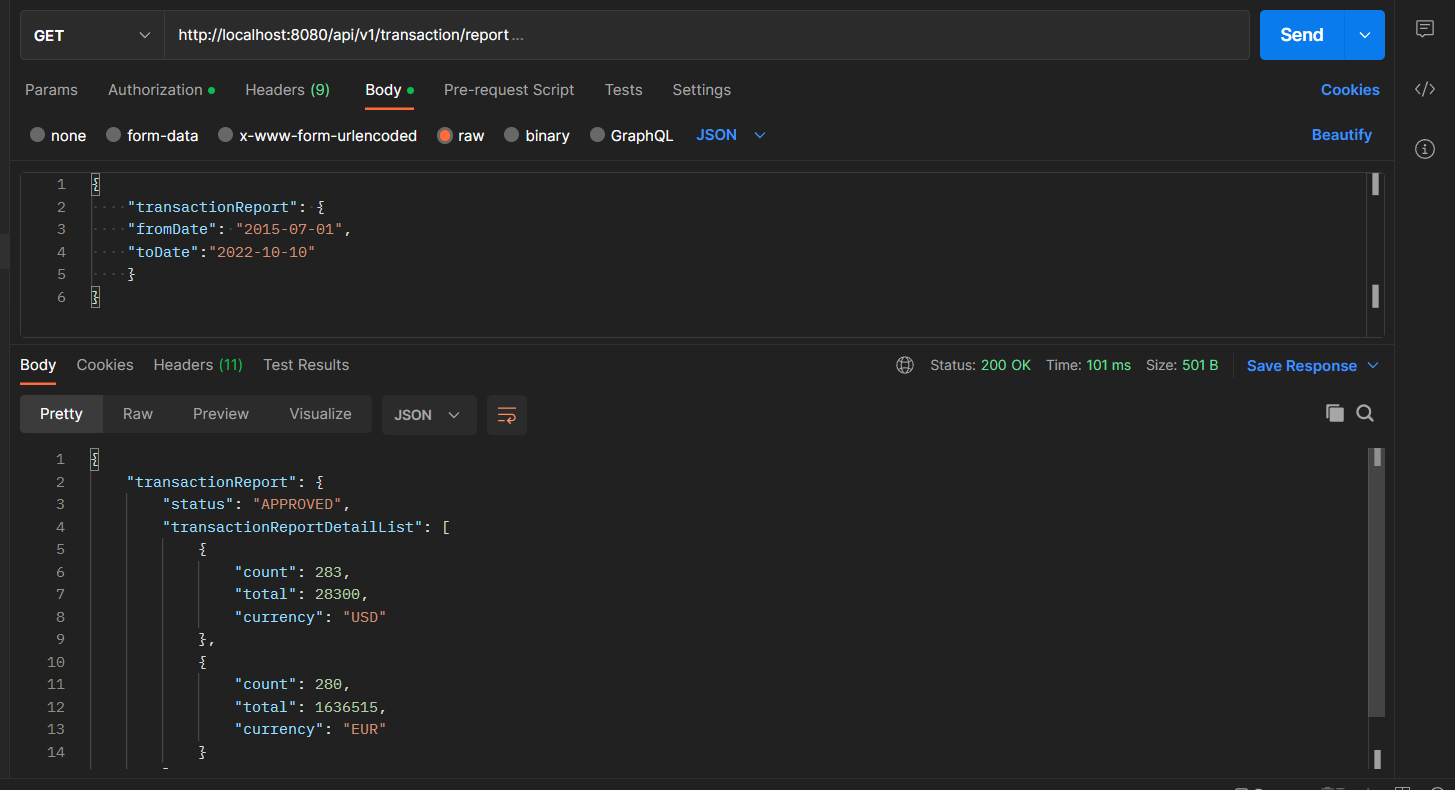 GET http://localhost:8080/api/v1/transaction/report ... Send
Params Authorization Headers (9) Body Pre-request Script Tests Settings Cookies
none form-data x-www-form-urlencoded raw binary GraphQL JSON Beautify
1 {
2 "transactionReport": {
3 "fromDate": "2015-07-01",
4 "toDate":"2022-10-10"
5 }
6 }
Body Cookies Headers (11) Test Results Status: 200 OK Time: 101 ms Size: 501 B Save Response
Pretty Raw Preview Visualize JSON
1 {
2 "transactionReport": {
3 "status": "APPROVED",
4 "transactionReportDetailList": [
5 {
6 "count": 283,
7 "total": 28300,
8 "currency": "USD"
9 },
10 {
11 "count": 280,
12 "total": 1636515,
13 "currency": "EUR"
14 }